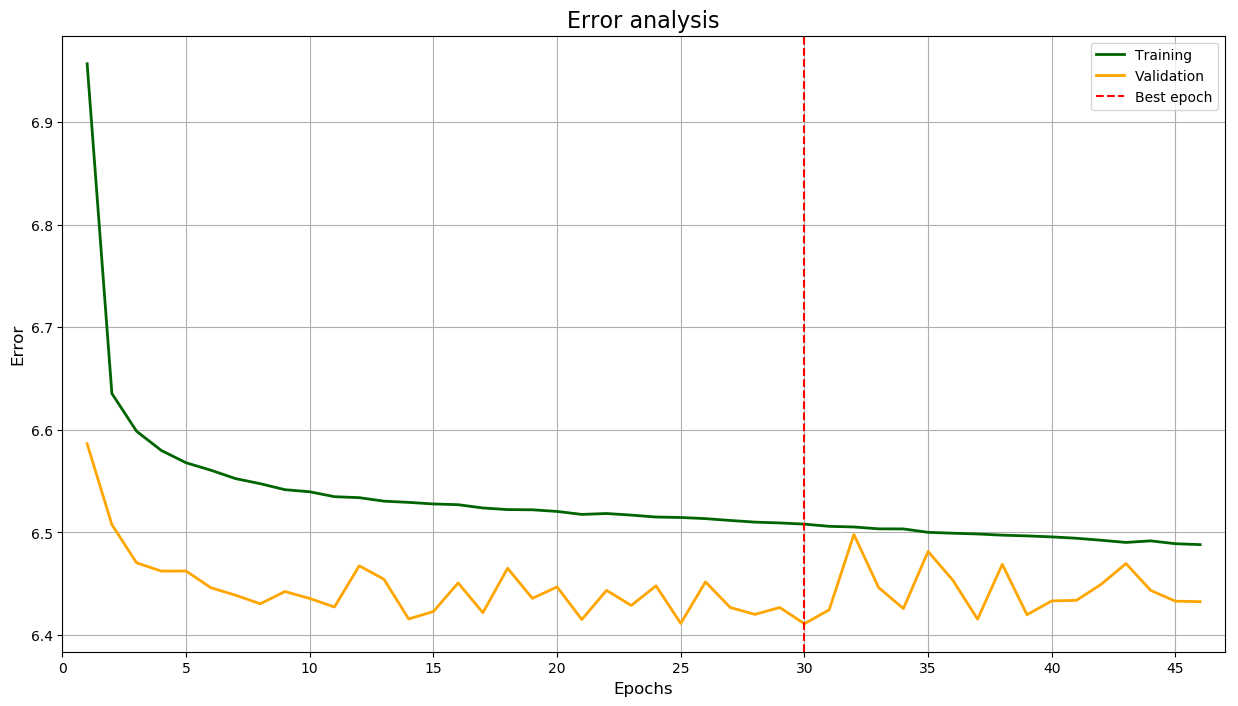 Error analysis
Training
Validation
Best epoch
6.9
6.8
6.7
6.6
6.5
6.4
Error
0 5 10 15 20 25 30 35 40 45
Epochs